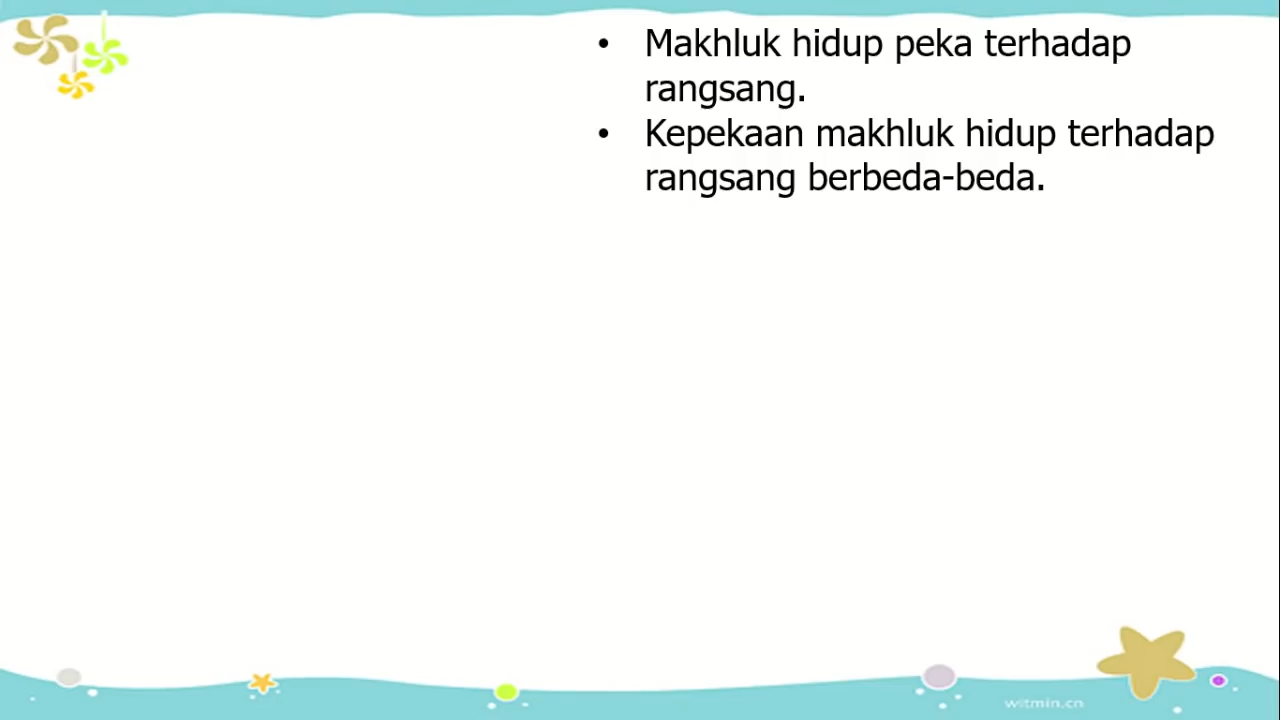 • Makhluk hidup peka terhadap
rangsang.
• Kepekaan makhluk hidup terhadap
rangsang berbeda-beda.
witmin.cn